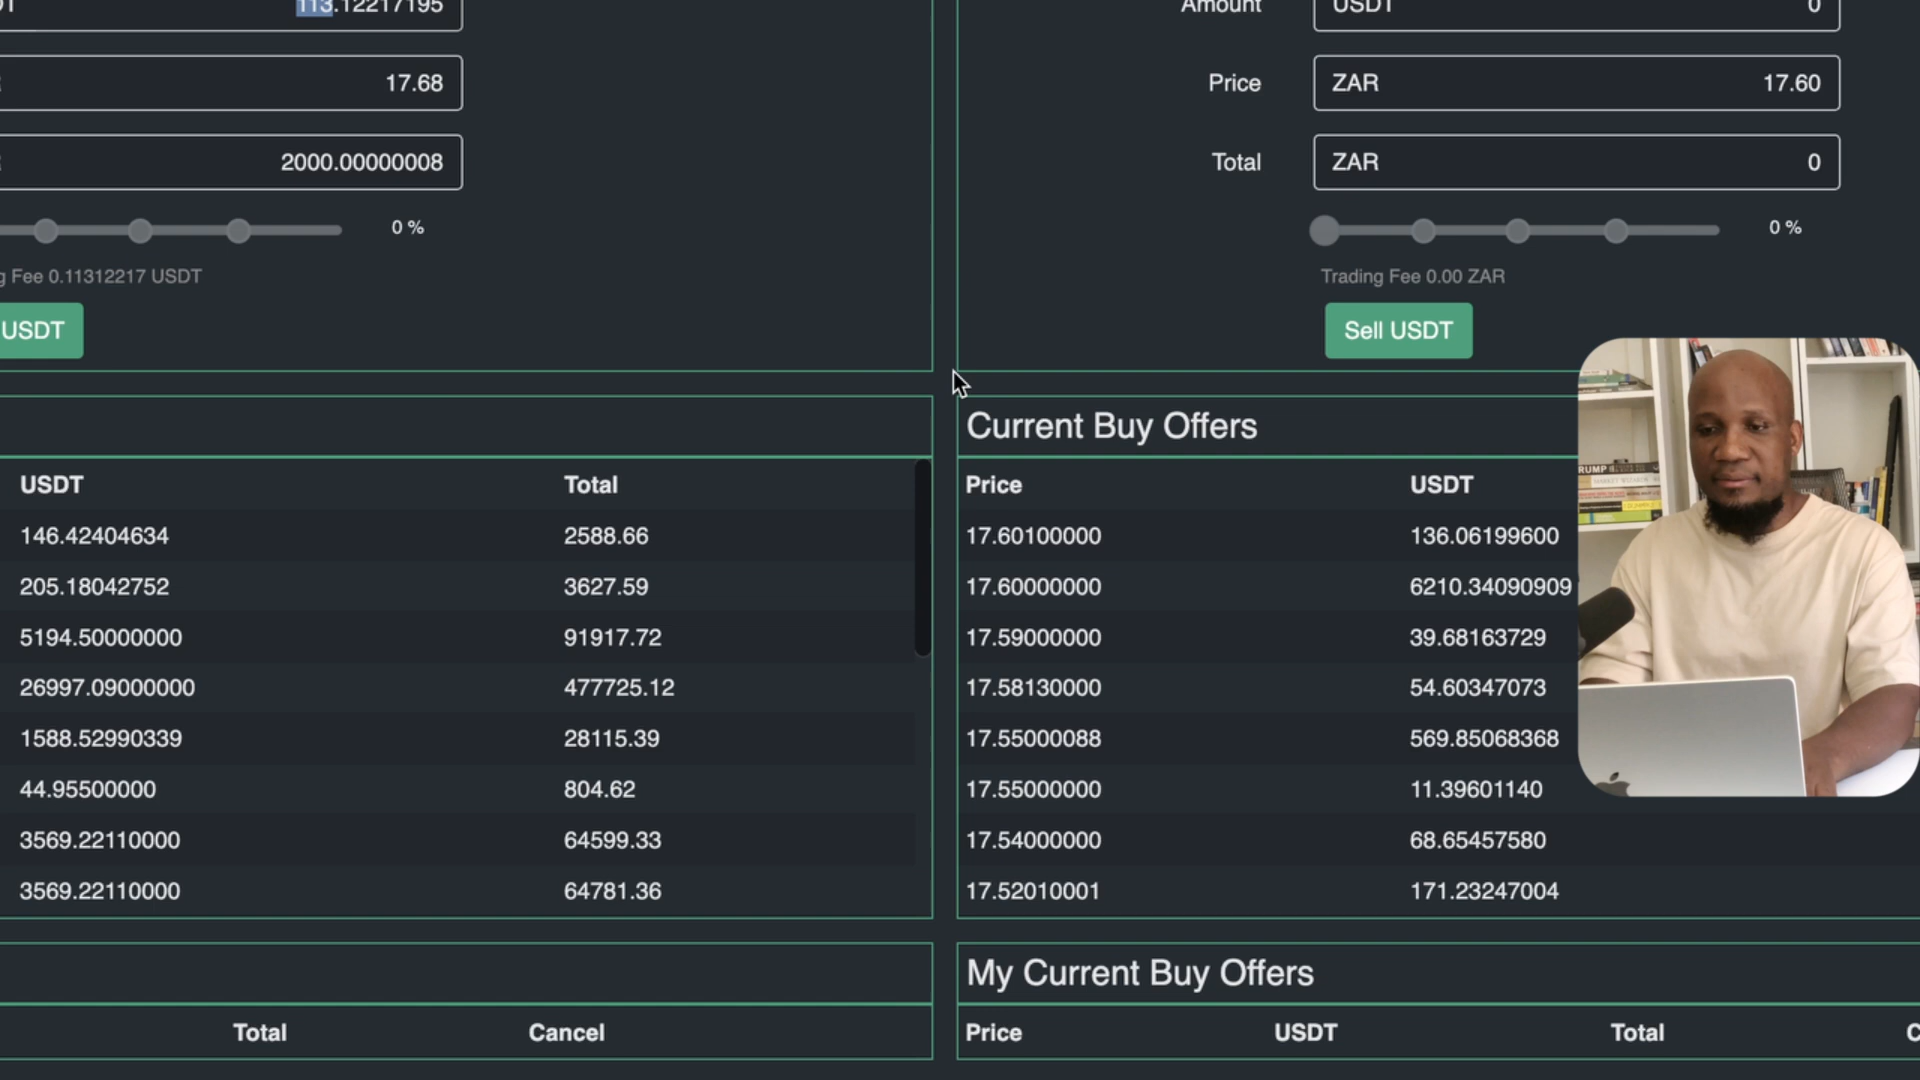 113.12217195
17.68
2000.00000008
0 %
g Fee 0.11312217 USDT
USDT
Amount USDT 0
Price ZAR 17.60
Total ZAR 0
0 %
Trading Fee 0.00 ZAR
Sell USDT
USDT Total
146.42404634 2588.66
205.18042752 3627.59
5194.50000000 91917.72
26997.09000000 477725.12
1588.52990339 28115.39
44.95500000 804.62
3569.22110000 64599.33
3569.22110000 64781.36
Current Buy Offers
Price USDT
17.60100000 136.06199600
17.60000000 6210.34090909
17.59000000 39.68163729
17.58130000 54.60347073
17.55000088 569.85068368
17.55000000 11.39601140
17.54000000 68.65457580
17.52010001 171.23247004
RUMP
Total Cancel
My Current Buy Offers
Price USDT Total C